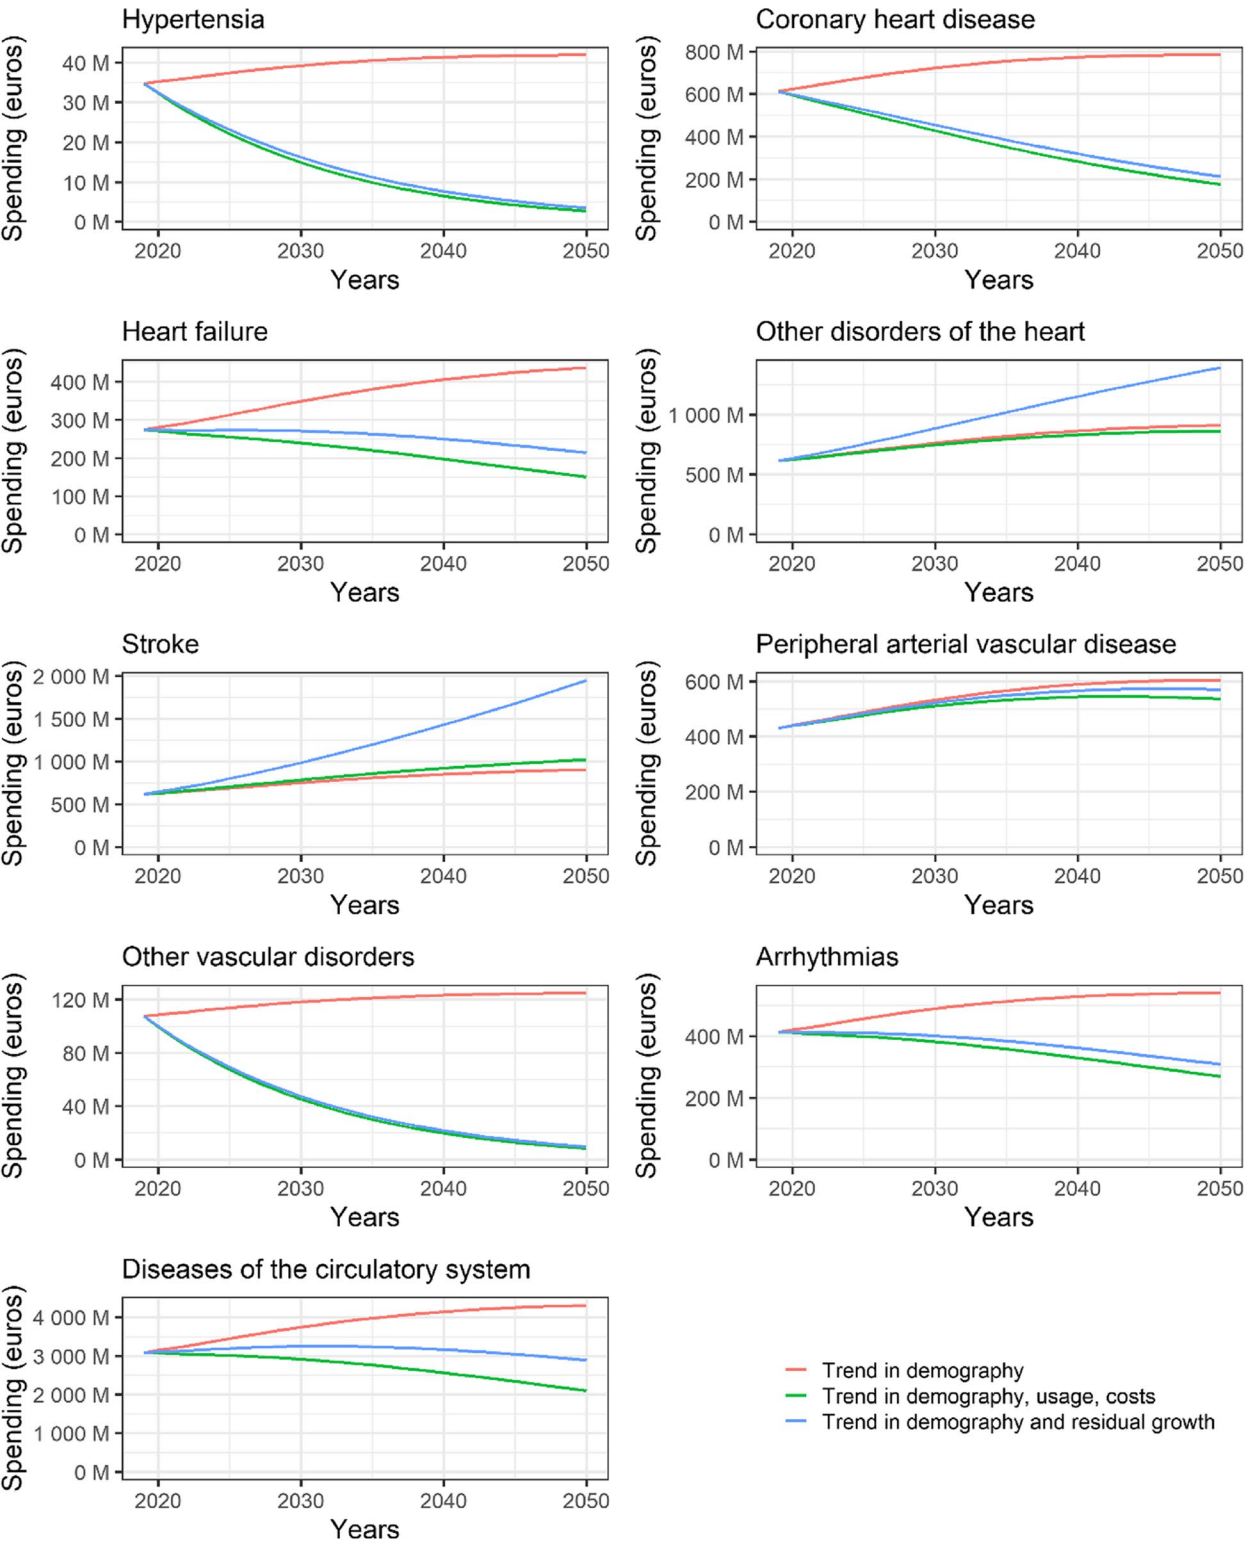 Hypertensia
Spending (euros)
40 M
30 M
20 M
10 M
0 M
2020 2030 2040 2050
Years
Coronary heart disease
Spending (euros)
800 M
600 M
400 M
200 M
0 M
2020 2030 2040 2050
Years
Heart failure
Spending (euros)
400 M
300 M
200 M
100 M
0 M
2020 2030 2040 2050
Years
Other disorders of the heart
Spending (euros)
1 000 M
500 M
0 M
2020 2030 2040 2050
Years
Stroke
Spending (euros)
2 000 M
1 500 M
1 000 M
500 M
0 M
2020 2030 2040 2050
Years
Peripheral arterial vascular disease
Spending (euros)
600 M
400 M
200 M
0 M
2020 2030 2040 2050
Years
Other vascular disorders
Spending (euros)
120 M
80 M
40 M
0 M
2020 2030 2040 2050
Years
Arrhythmias
Spending (euros)
400 M
200 M
0 M
2020 2030 2040 2050
Years
Diseases of the circulatory system
Spending (euros)
4 000 M
3 000 M
2 000 M
1 000 M
0 M
2020 2030 2040 2050
Years
Trend in demography
Trend in demography, usage, costs
Trend in demography and residual growth